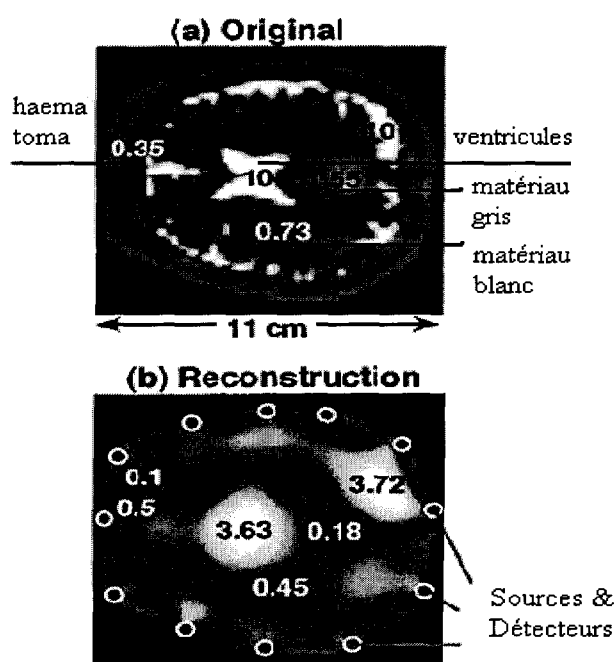 (a) Original
haema
toma
0.35
10
ventricules
10
matériau
gris
0.73
matériau
blanc
11 cm
(b) Reconstruction
0.1
0.5
3.72
3.63
0.18
0.45
Sources &
Détecteurs